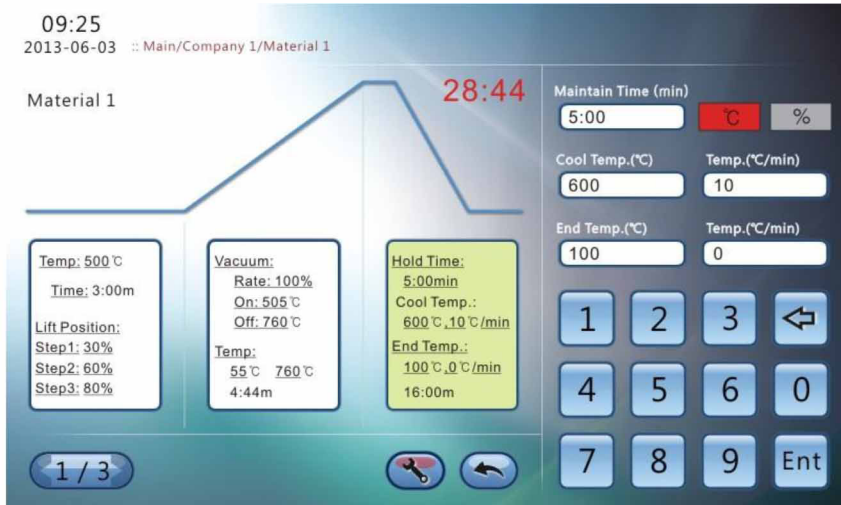 09:25
2013-06-03 :: Main/Company 1/Material 1
Material 1
28:44
Temp: 500℃
Time: 3:00m
Lift Position:
Step1: 30%
Step2: 60%
Step3: 80%
Vacuum:
Rate: 100%
On: 505℃
Off: 760℃
Temp:
55℃ 760℃
4:44m
Hold Time:
5:00min
Cool Temp.:
600℃,10℃/min
End Temp.:
100℃,0℃/min
16:00m
1/3
Maintain Time (min)
5:00 ℃ %
Cool Temp.(℃) Temp.(℃/min)
600 10
End Temp.(℃) Temp.(℃/min)
100 0
1 2 3
4 5 6 0
7 8 9 Ent